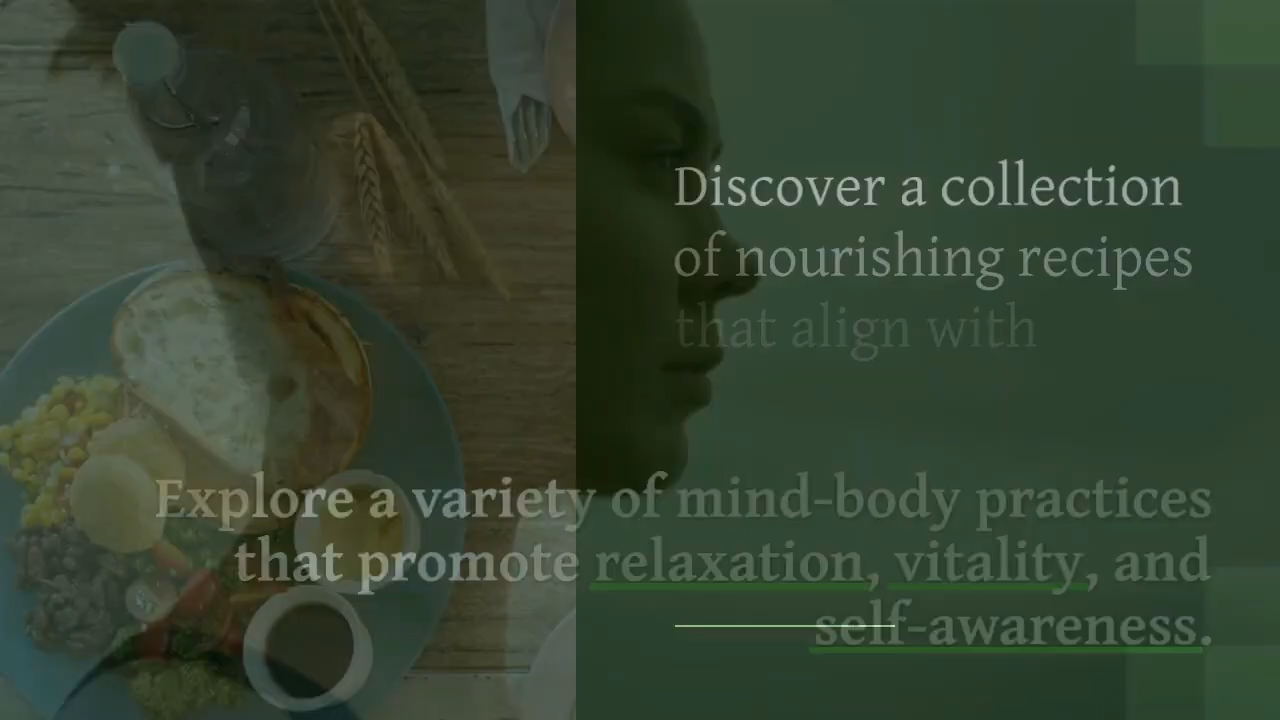 Discover a collection
of nourishing recipes
that align with
Explore a variety of mind-body practices
that promote relaxation, vitality, and
self-awareness.